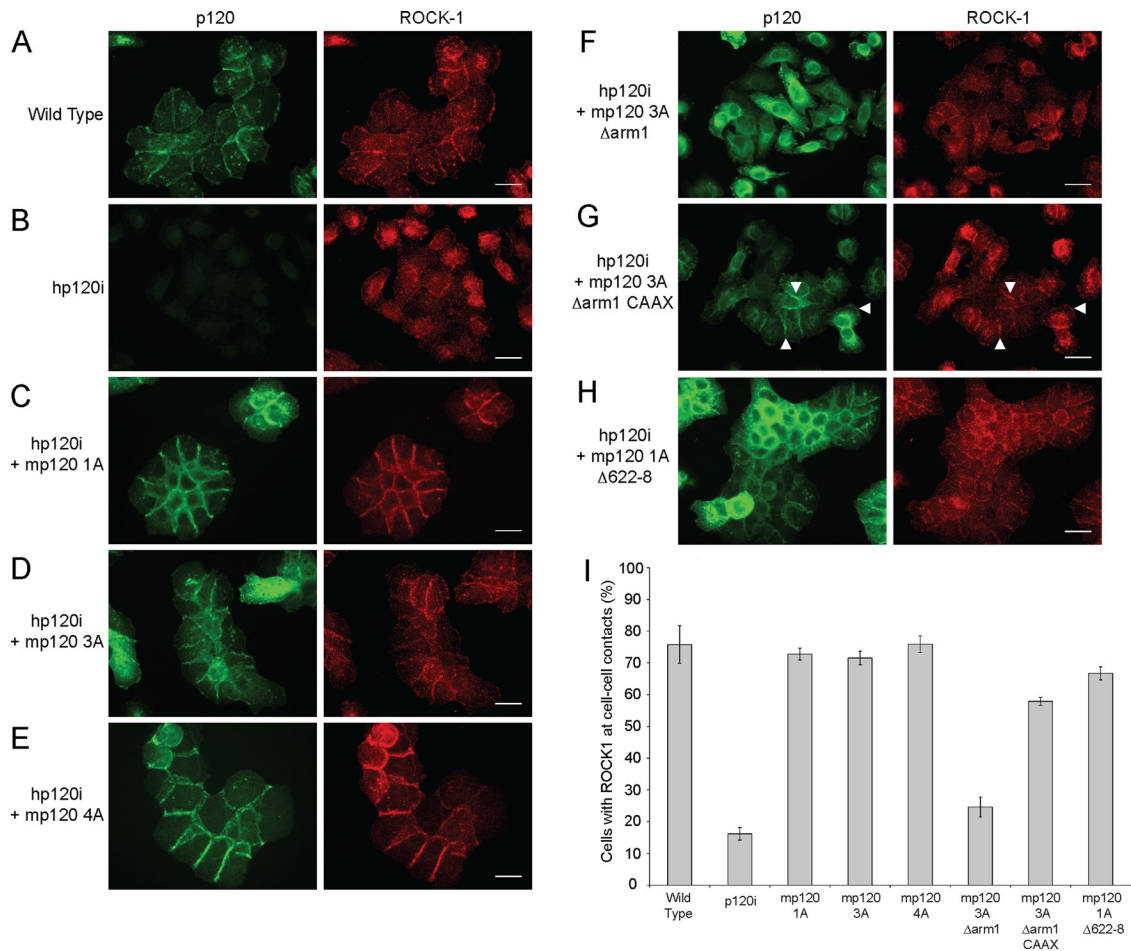 p120 ROCK-1
A
Wild Type
B
hp120i
C
hp120i
+ mp120 1A
D
hp120i
+ mp120 3A
E
hp120i
+ mp120 4A
p120 ROCK-1
F
hp120i
+ mp120 3A
Δarm1
G
hp120i
+ mp120 3A
Δarm1 CAAX
H
hp120i
+ mp120 1A
Δ622-8
I
Cells with ROCK1 at cell-cell contacts (%)
100
90
80
70
60
50
40
30
20
10
0
Wild Type
p120i
mp120 1A
mp120 3A
mp120 4A
mp120 3A Δarm1
mp120 3A Δarm1 CAAX
mp120 1A Δ622-8